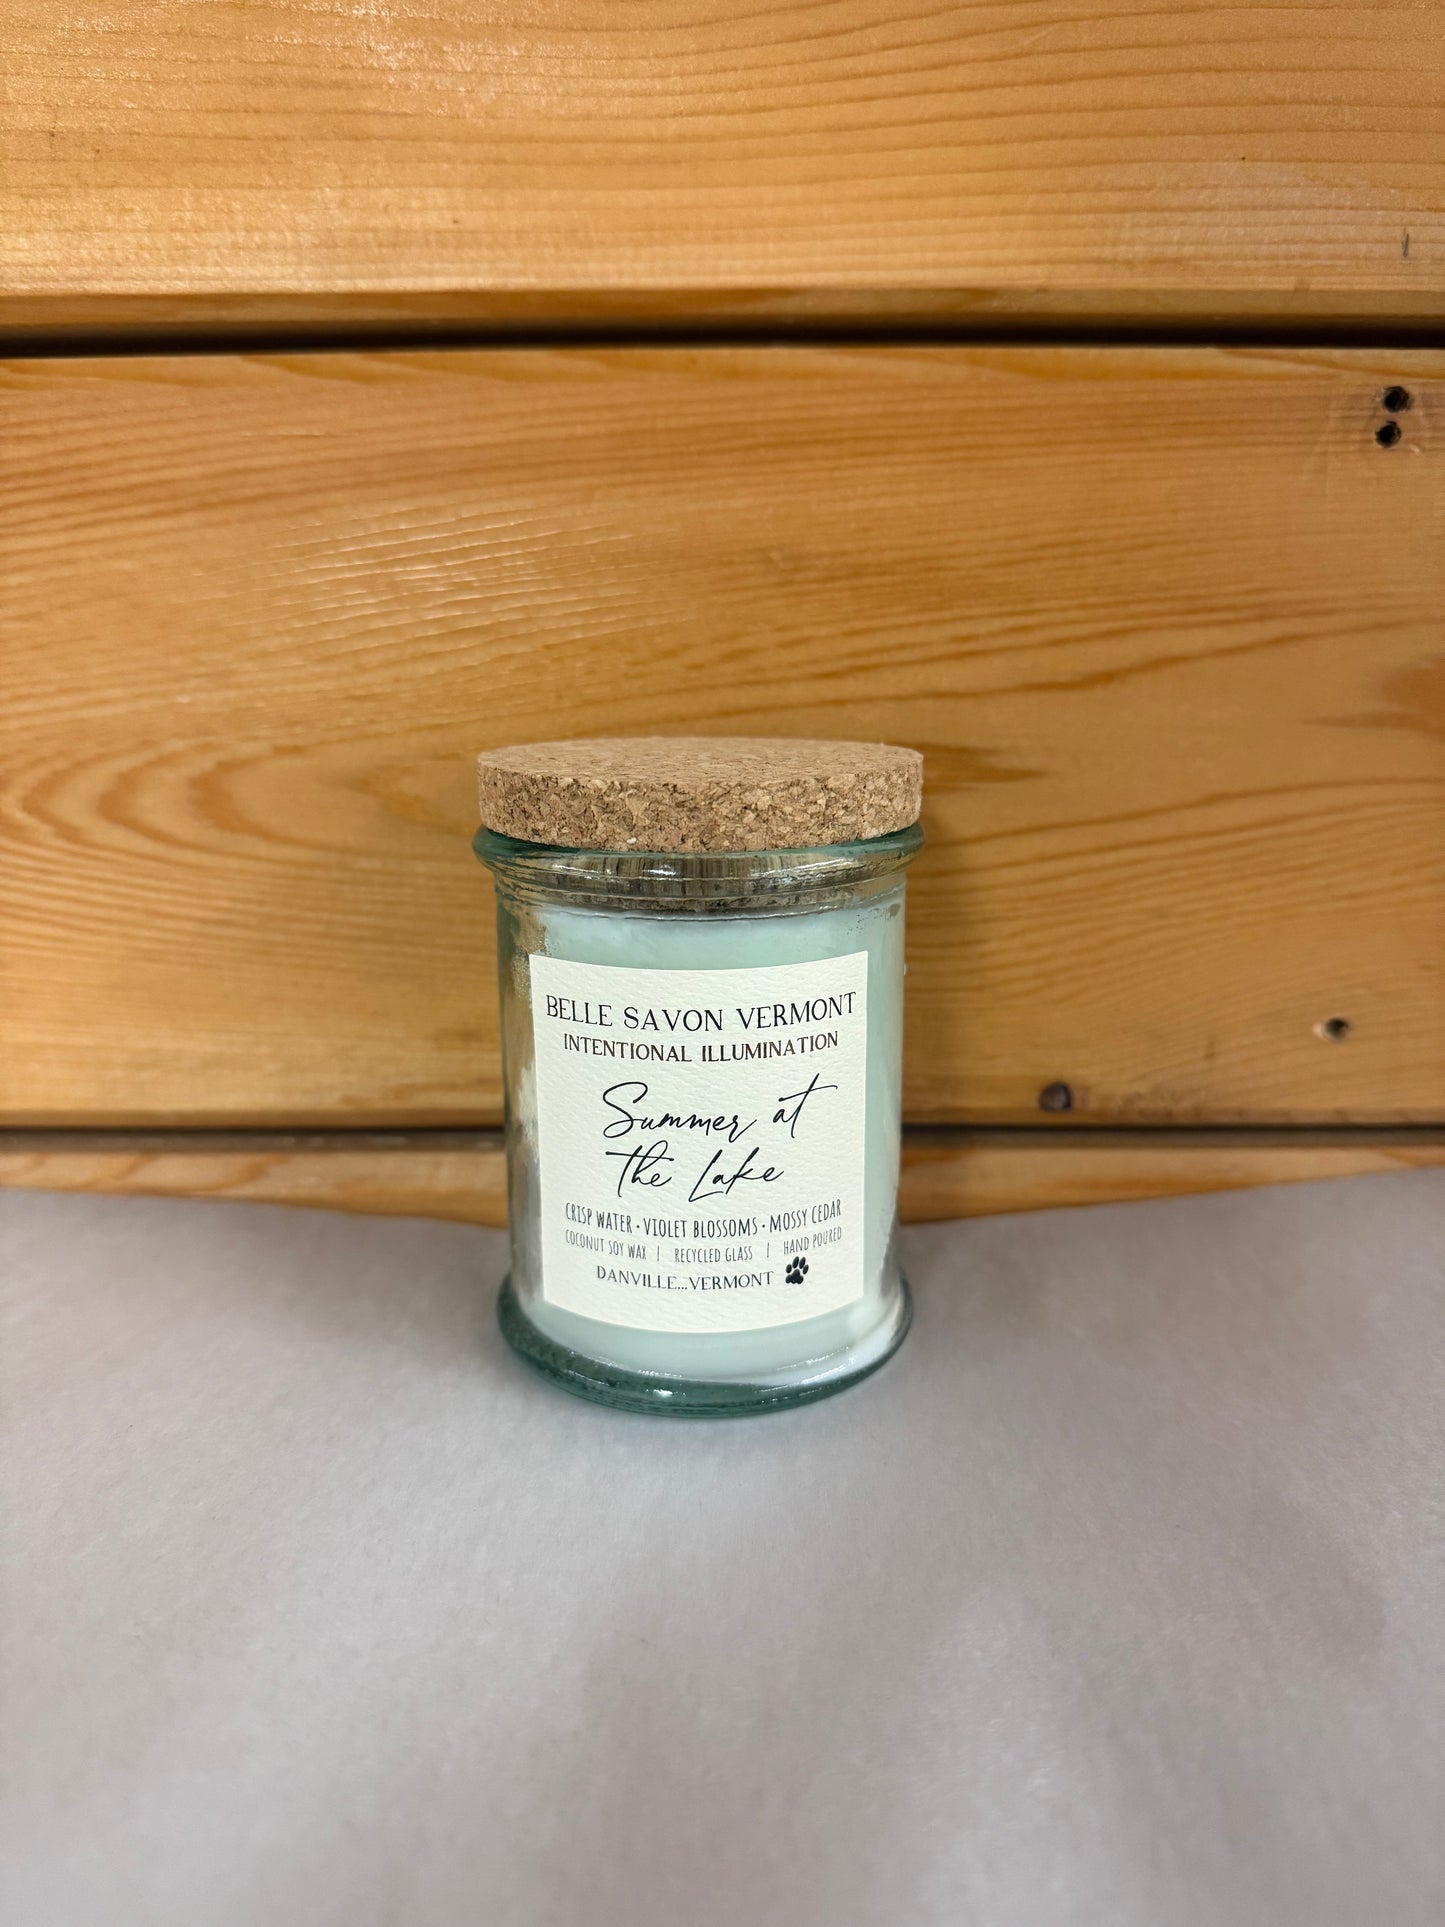 BELLE SAVON VERMONT
INTENTIONAL ILLUMINATION
Summer at
the Lake
CRISP WATER • VIOLET BLOSSOMS • MOSSY CEDAR
COCONUT SOY WAX | RECYCLED GLASS | HAND POURED
DANVILLE...VERMONT